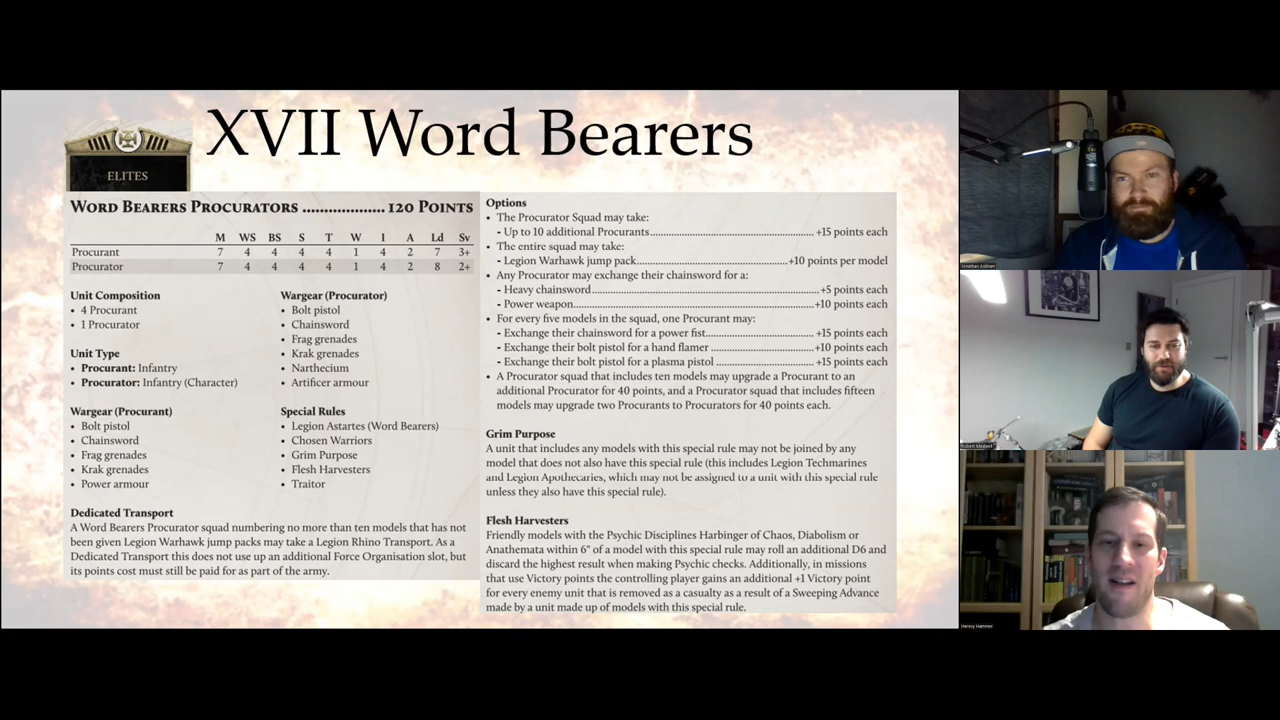 XVII Word Bearers
ELITES
WORD BEARERS PROCURATORS .................... 120 POINTS
M WS BS S T W I A Ld Sv
Procurant 7 4 4 4 4 1 4 2 7 3+
Procurator 7 4 4 4 4 1 4 2 8 2+
Unit Composition
• 4 Procurant
• 1 Procurator
Unit Type
• Procurant: Infantry
• Procurator: Infantry (Character)
Wargear (Procurant)
• Bolt pistol
• Chainsword
• Frag grenades
• Krak grenades
• Power armour
Wargear (Procurator)
• Bolt pistol
• Chainsword
• Frag grenades
• Krak grenades
• Narthecium
• Artificer armour
Special Rules
• Legion Astartes (Word Bearers)
• Chosen Warriors
• Grim Purpose
• Flesh Harvesters
• Traitor
Dedicated Transport
A Word Bearers Procurator squad numbering no more than ten models that has not
been given Legion Warhawk jump packs may take a Legion Rhino Transport. As a
Dedicated Transport this does not use up an additional Force Organisation slot, but
its points cost must still be paid for as part of the army.
Options
• The Procurator Squad may take:
- Up to 10 additional Procurants.................... +15 points each
• The entire squad may take:
- Legion Warhawk jump pack....................+10 points per model
• Any Procurator may exchange their chainsword for a:
- Heavy chainsword....................+5 points each
- Power weapon....................+10 points each
• For every five models in the squad, one Procurant may:
- Exchange their chainsword for a power fist....................+15 points each
- Exchange their bolt pistol for a hand flamer ....................+10 points each
- Exchange their bolt pistol for a plasma pistol ....................+15 points each
• A Procurator squad that includes ten models may upgrade a Procurant to an
additional Procurator for 40 points, and a Procurator squad that includes fifteen
models may upgrade two Procurants to Procurators for 40 points each.
Grim Purpose
A unit that includes any models with this special rule may not be joined by any
model that does not also have this special rule (this includes Legion Techmarines
and Legion Apothecaries, which may not be assigned to a unit with this special rule
unless they also have this special rule).
Flesh Harvesters
Friendly models with the Psychic Disciplines Harbinger of Chaos, Diabolism or
Anathemata within 6" of a model with this special rule may roll an additional D6 and
discard the highest result when making Psychic checks. Additionally, in missions
that use Victory points the controlling player gains an additional +1 Victory point
for every enemy unit that is removed as a casualty as a result of a Sweeping Advance
made by a unit made up of models with this special rule.